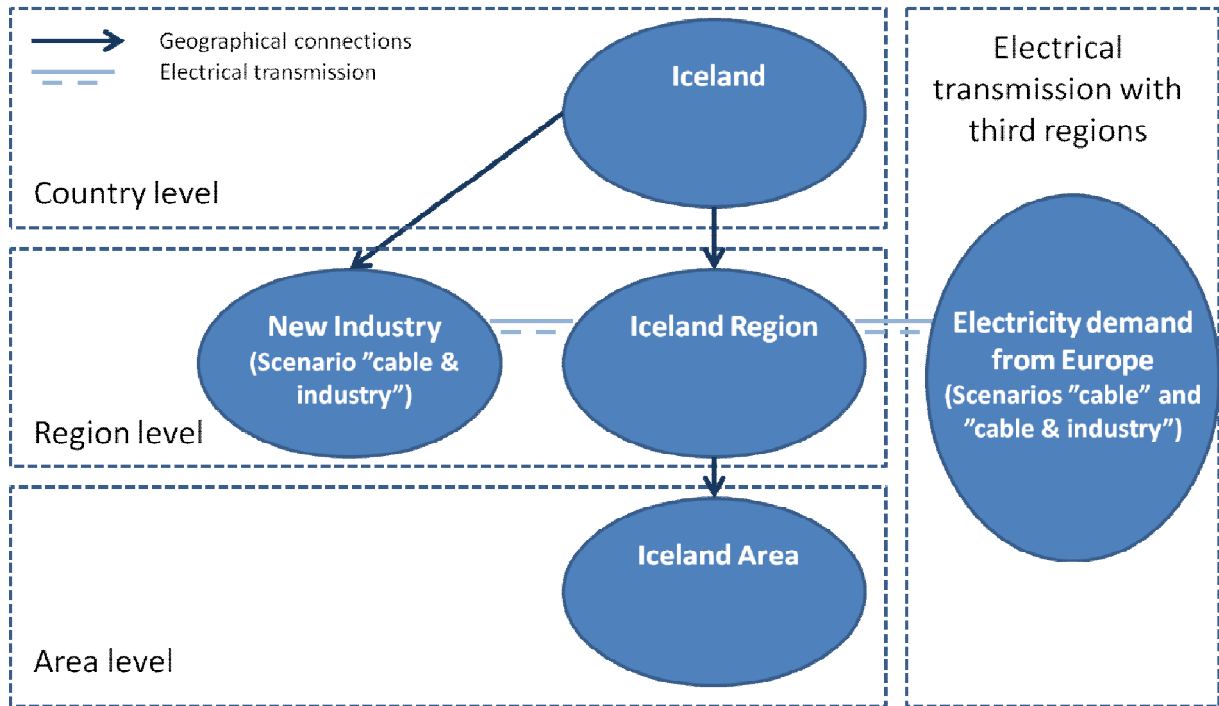 Geographical connections
Electrical transmission
Iceland
Country level
Electrical
transmission with
third regions
New Industry
(Scenario ”cable &
industry”)
Iceland Region
Region level
Electricity demand
from Europe
(Scenarios ”cable” and
”cable & industry”)
Iceland Area
Area level